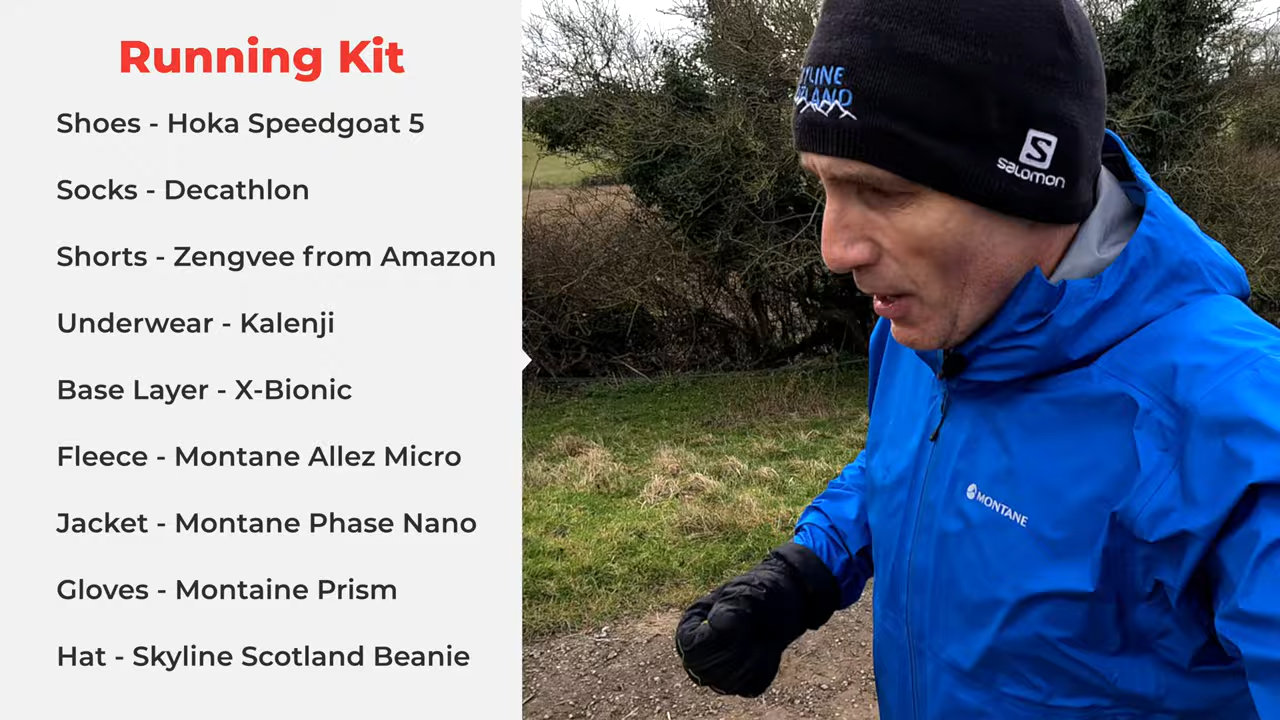 Running Kit
Shoes - Hoka Speedgoat 5
Socks - Decathlon
Shorts - Zengvee from Amazon
Underwear - Kalenji
Base Layer - X-Bionic
Fleece - Montane Allez Micro
Jacket - Montane Phase Nano
Gloves - Montaine Prism
Hat - Skyline Scotland Beanie
S
salomon
MONTANE